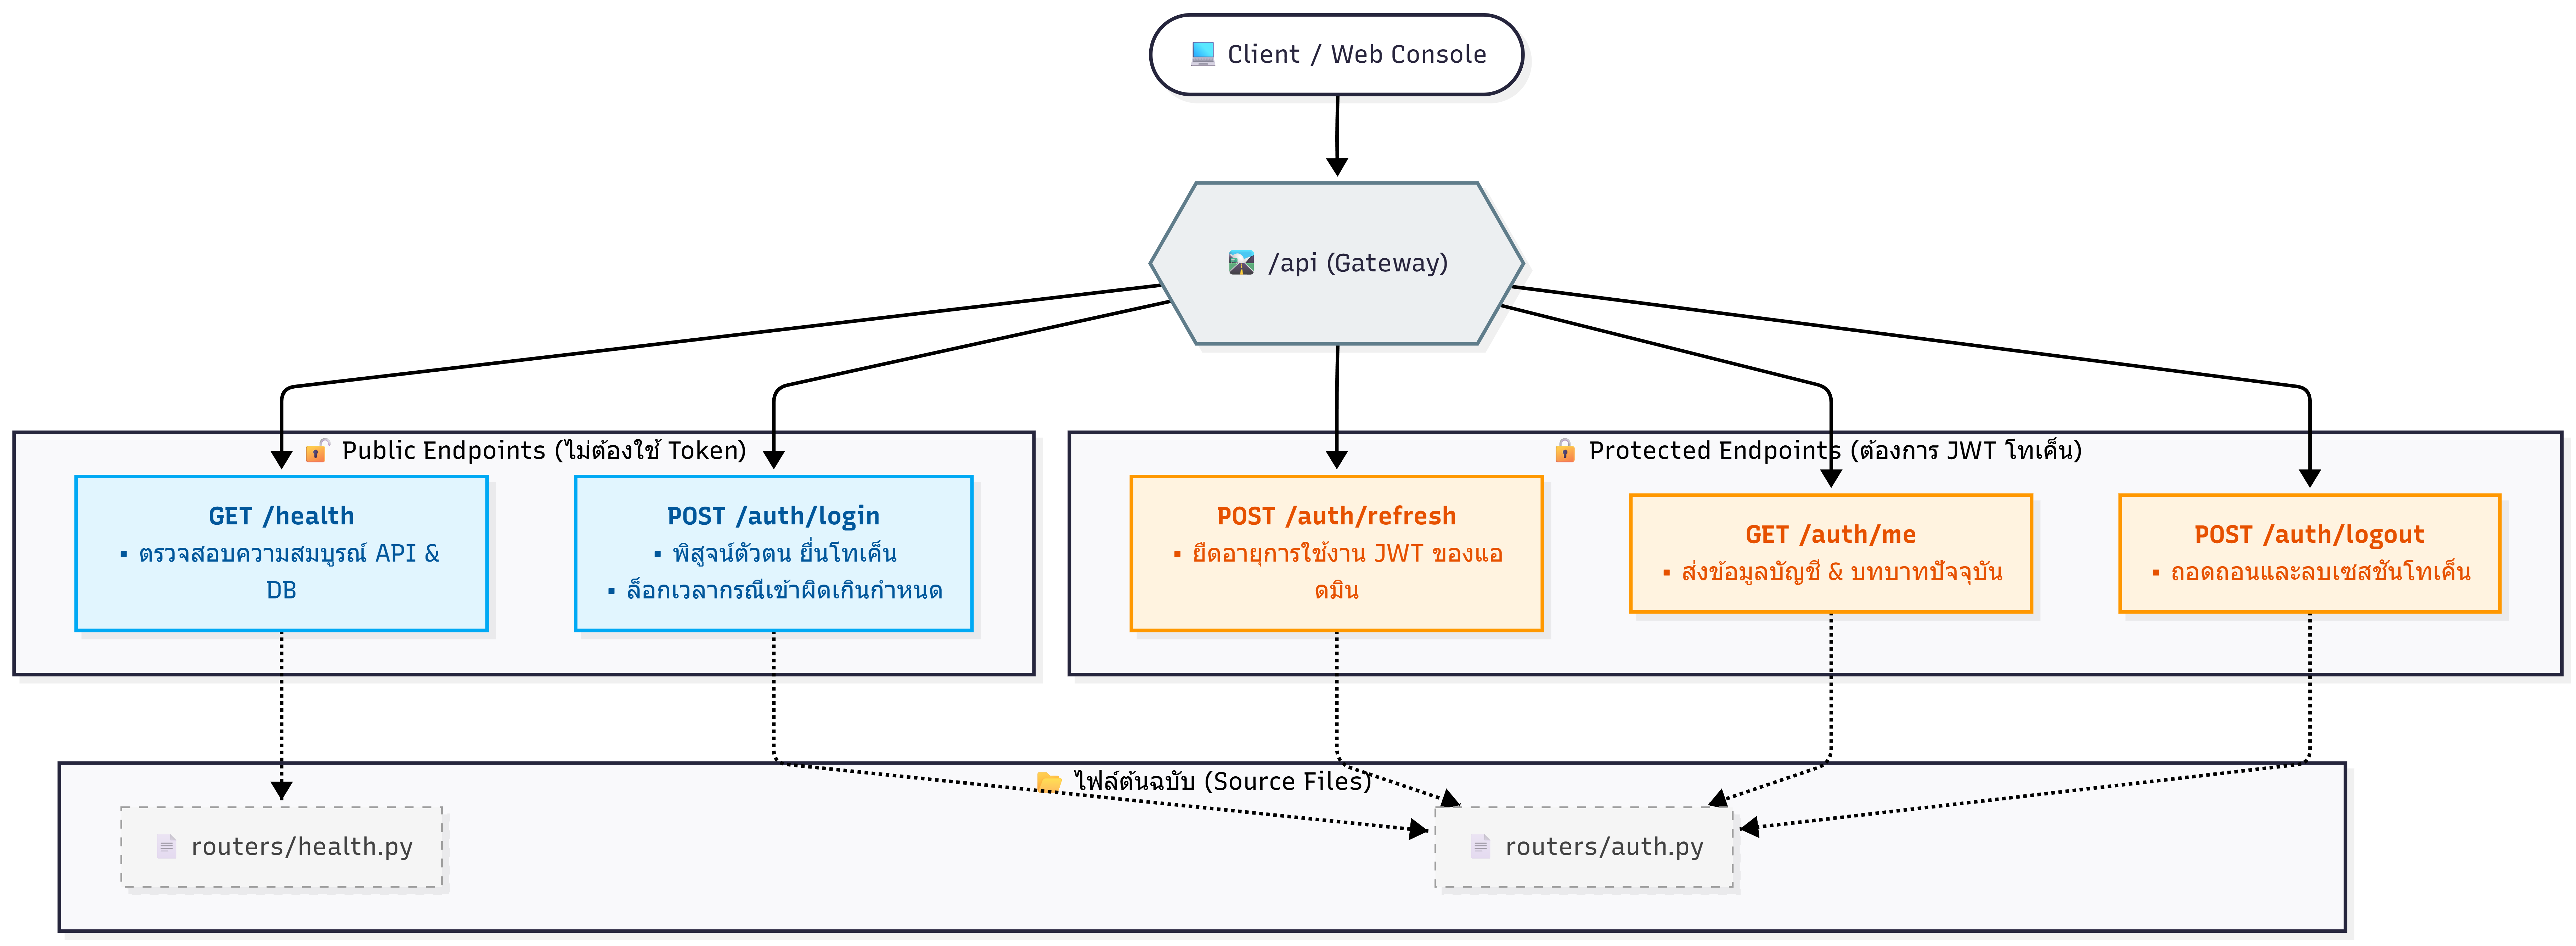 Client / Web Console
/api (Gateway)
Public Endpoints (ไม่ต้องใช้ Token)
Protected Endpoints (ต้องการ JWT โทเค็น)
GET /health
▪ ตรวจสอบความสมบูรณ์ API &
DB
POST /auth/login
▪ พิสูจน์ตัวตน ยื่นโทเค็น
▪ ล็อกเวลากรณีเข้าผิดเกินกำหนด
POST /auth/refresh
▪ ยืดอายุการใช้งาน JWT ของแอ
ดมิน
GET /auth/me
▪ ส่งข้อมูลบัญชี & บทบาทปัจจุบัน
POST /auth/logout
▪ ถอดถอนและลบเซสชันโทเค็น
ไฟล์ต้นฉบับ (Source Files)
routers/health.py
routers/auth.py